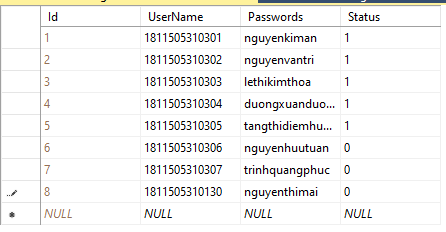 Id UserName Passwords Status
1 1811505310301 nguyenkiman 1
2 1811505310302 nguyenvantri 1
3 1811505310303 lethikimthoa 1
4 1811505310304 duongxuanduo... 1
5 1811505310305 tangthidiemhu... 1
6 1811505310306 nguyenhuutuan 0
7 1811505310307 trinhquangphuc 0
8 1811505310130 nguyenthimai 0
NULL NULL NULL NULL